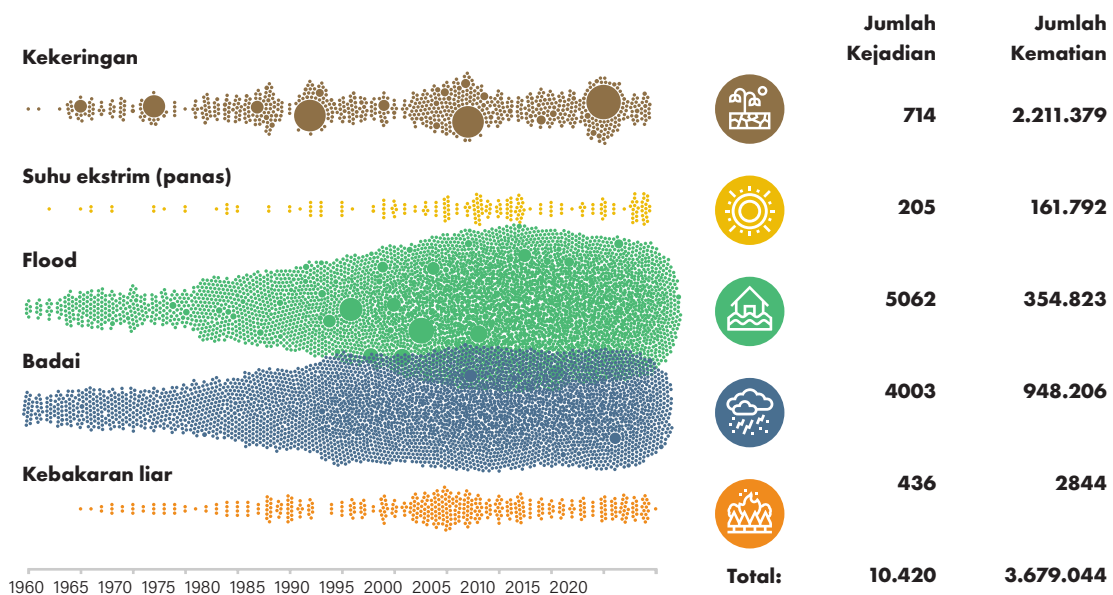 Jumlah Kejadian
Jumlah Kematian
Kekeringan
714
2.211.379
Suhu ekstrim (panas)
205
161.792
Flood
5062
354.823
Badai
4003
948.206
Kebakaran liar
436
2844
1960 1965 1970 1975 1980 1985 1990 1995 2000 2005 2010 2015 2020
Total:
10.420
3.679.044